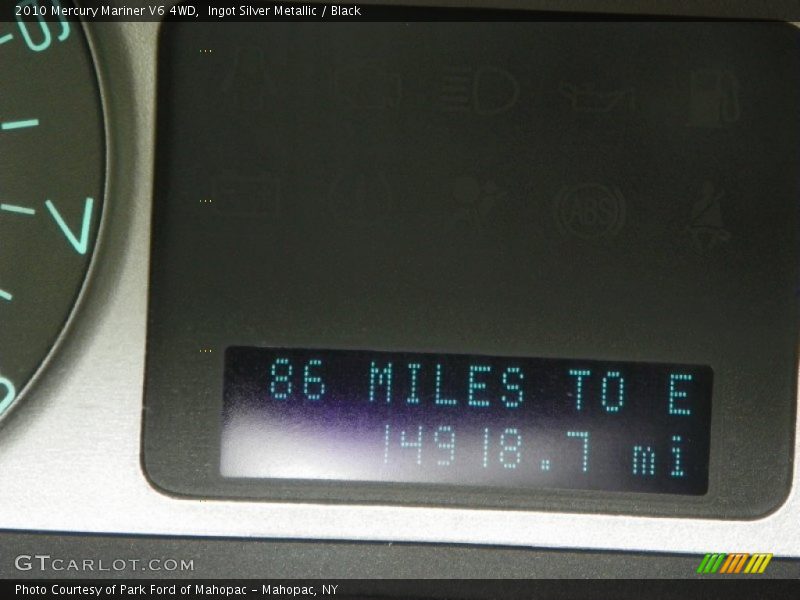 2010 Mercury Mariner V6 4WD,  Ingot Silver Metallic / Black
ABS
86 MILES TO E
14918.7 mi
GTCARLOT.COM
Photo Courtesy of Park Ford of Mahopac – Mahopac, NY